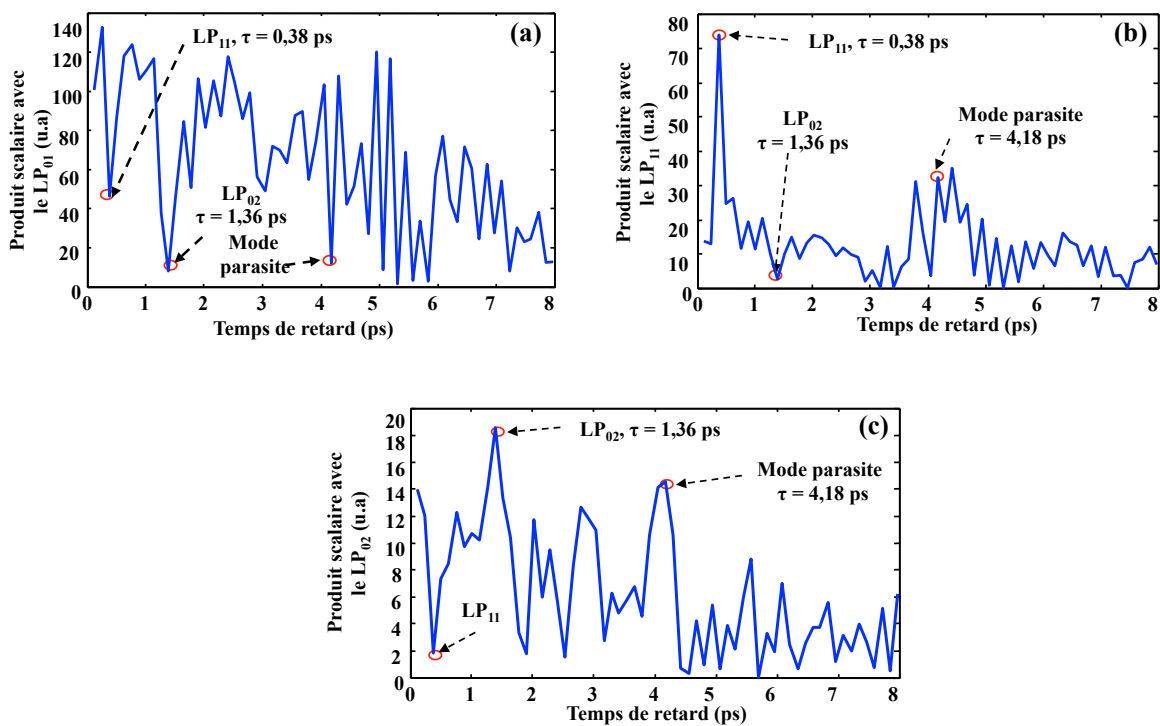 (a)
LP11, τ = 0,38 ps
LP02
τ = 1,36 ps
Mode
parasite
Produit scalaire avec
le LP01 (u.a)
140
120
100
80
60
40
20
0
0 1 2 3 4 5 6 7 8
Temps de retard (ps)
(b)
LP11, τ = 0,38 ps
LP02
τ = 1,36 ps
Mode parasite
τ = 4,18 ps
Produit scalaire avec
le LP11 (u.a)
80
70
60
50
40
30
20
10
0
0 1 2 3 4 5 6 7 8
Temps de retard (ps)
(c)
LP02, τ = 1,36 ps
Mode parasite
τ = 4,18 ps
LP11
Produit scalaire avec
le LP02 (u.a)
20
18
16
14
12
10
8
6
4
2
0
0 1 2 3 4 5 6 7 8
Temps de retard (ps)